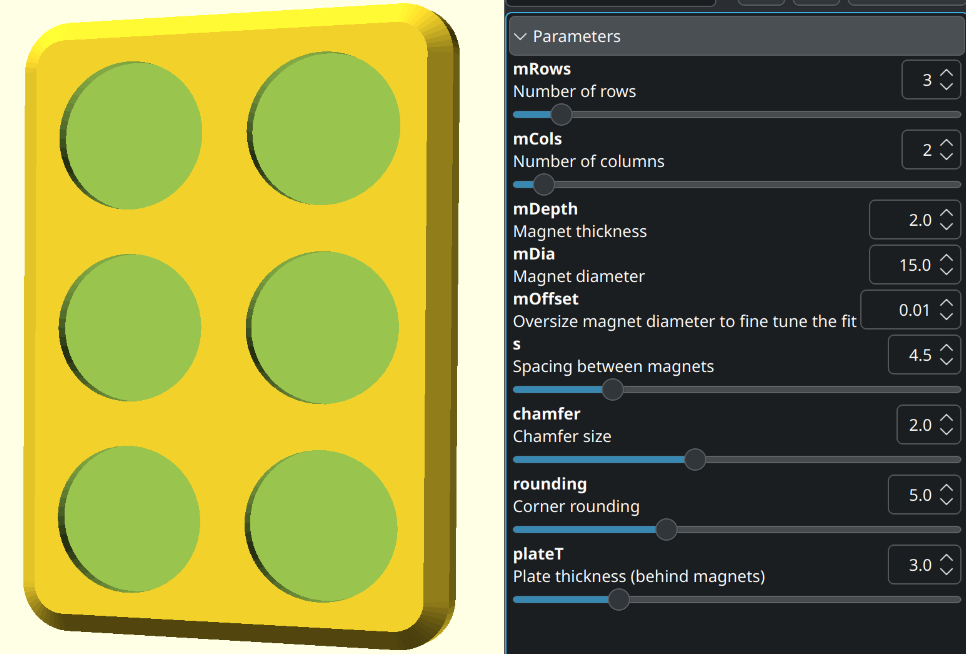 Parameters
mRows
Number of rows
3
mCols
Number of columns
2
mDepth
Magnet thickness
2.0
mDia
Magnet diameter
15.0
mOffset
Oversize magnet diameter to fine tune the fit
0.01
s
Spacing between magnets
4.5
chamfer
Chamfer size
2.0
rounding
Corner rounding
5.0
plateT
Plate thickness (behind magnets)
3.0